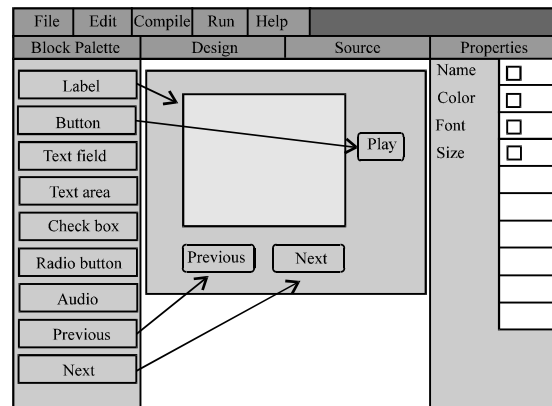 File Edit Compile Run Help
Block Palette Design Source Properties
Label
Button
Text field
Text area
Check box
Radio button
Audio
Previous
Next
Play
Previous Next
Name
Color
Font
Size